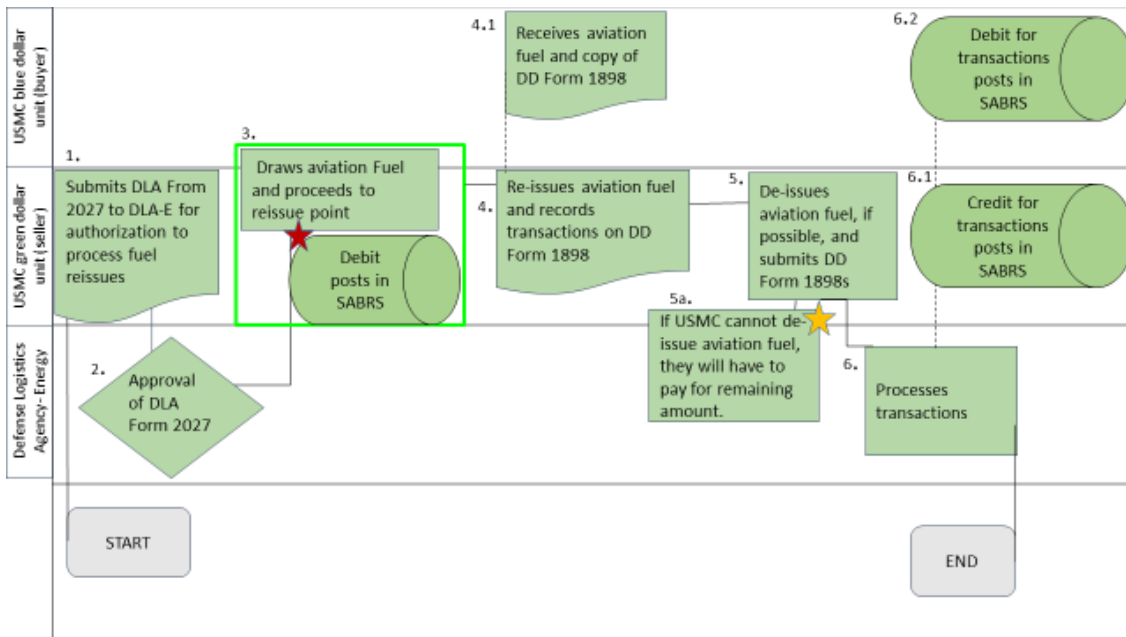 USMC blue dollar
unit (buyer)
4.1
Receives aviation
fuel and copy of
DD Form 1898
6.2
Debit for
transactions
posts in
SABRS
USMC green dollar
unit (seller)
1.
Submits DLA From
2027 to DLA-E for
authorization to
process fuel
reissues
3.
Draws aviation Fuel
and proceeds to
reissue point
Debit
posts in
SABRS
4.
Re-issues aviation fuel
and records
transactions on DD
Form 1898
5.
De-issues
aviation fuel, if
possible, and
submits DD
Form 1898s
6.1
Credit for
transactions
posts in
SABRS
Defense Logistics
Agency- Energy
2.
Approval
of DLA
Form 2027
5a.
If USMC cannot de-
issue aviation fuel,
they will have to
pay for remaining
amount.
6.
Processes
transactions
START
END